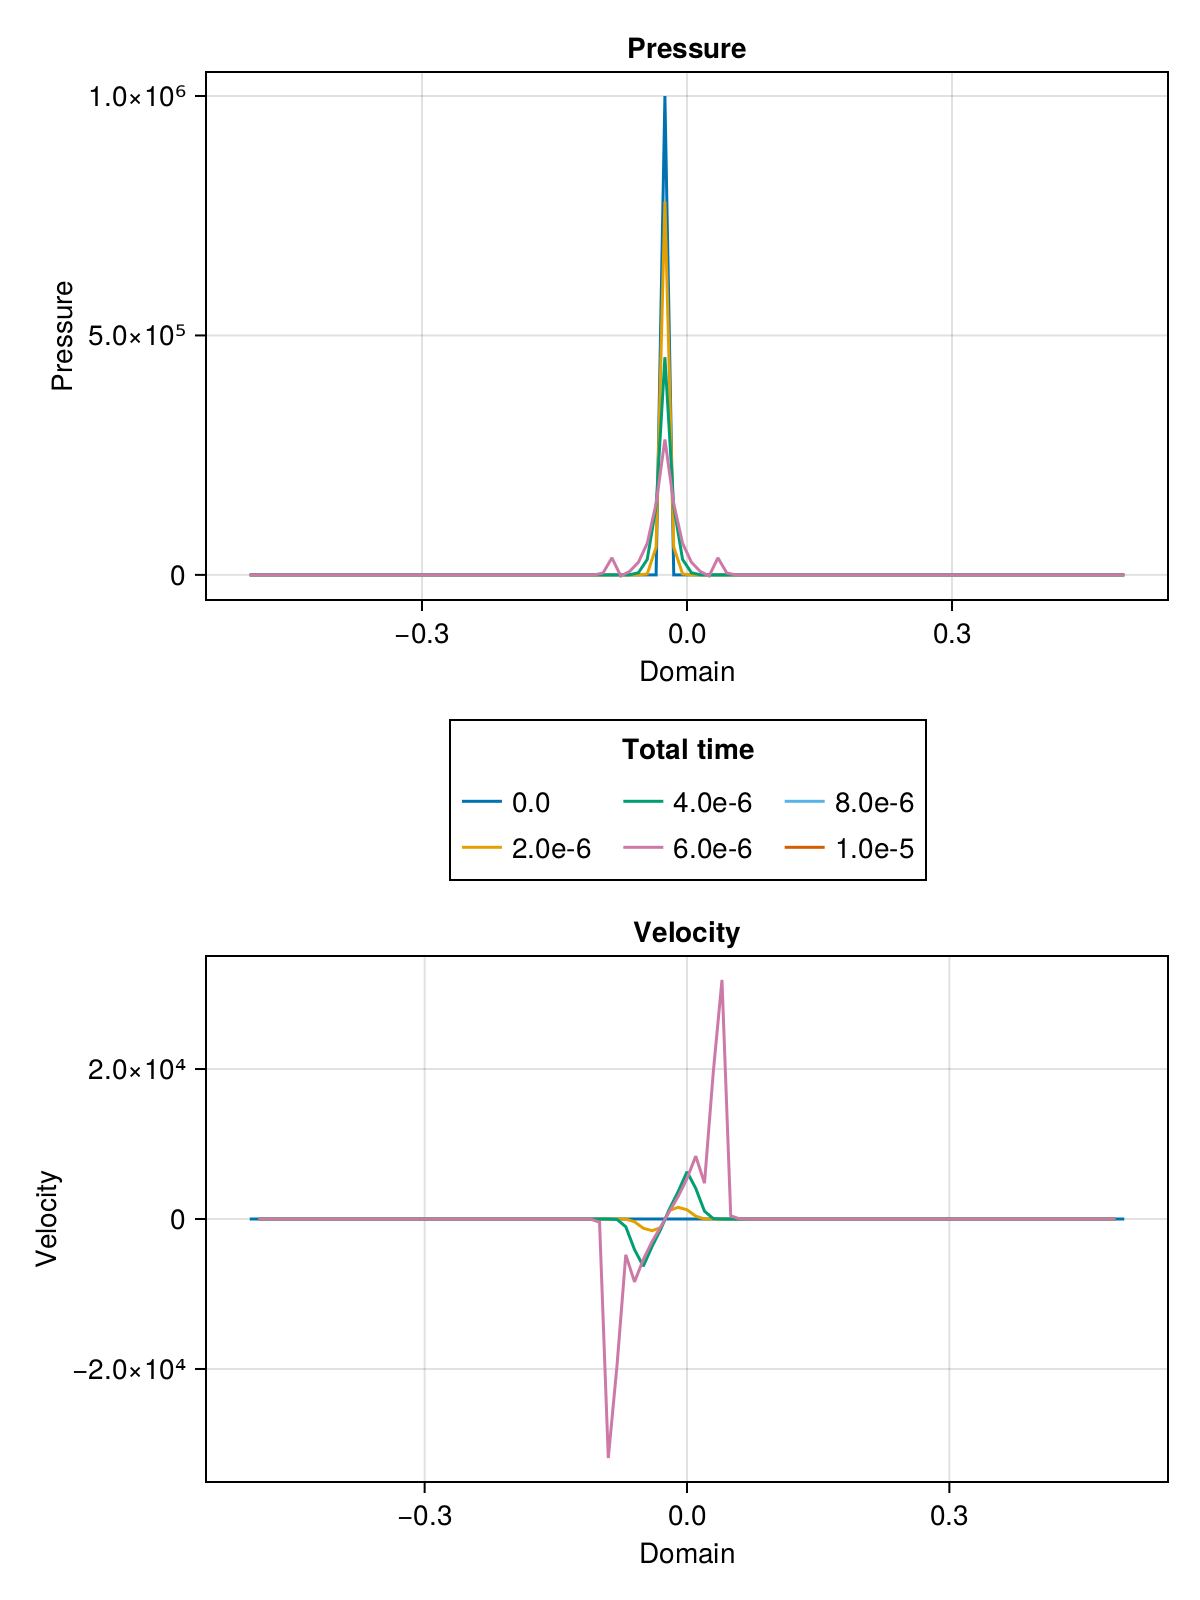 Pressure
1.0×10⁶
5.0×10⁵
0
Pressure
−0.3 0.0 0.3
Domain
Total time
0.0 4.0e-6 8.0e-6
2.0e-6 6.0e-6 1.0e-5
Velocity
2.0×10⁴
0
−2.0×10⁴
Velocity
−0.3 0.0 0.3
Domain